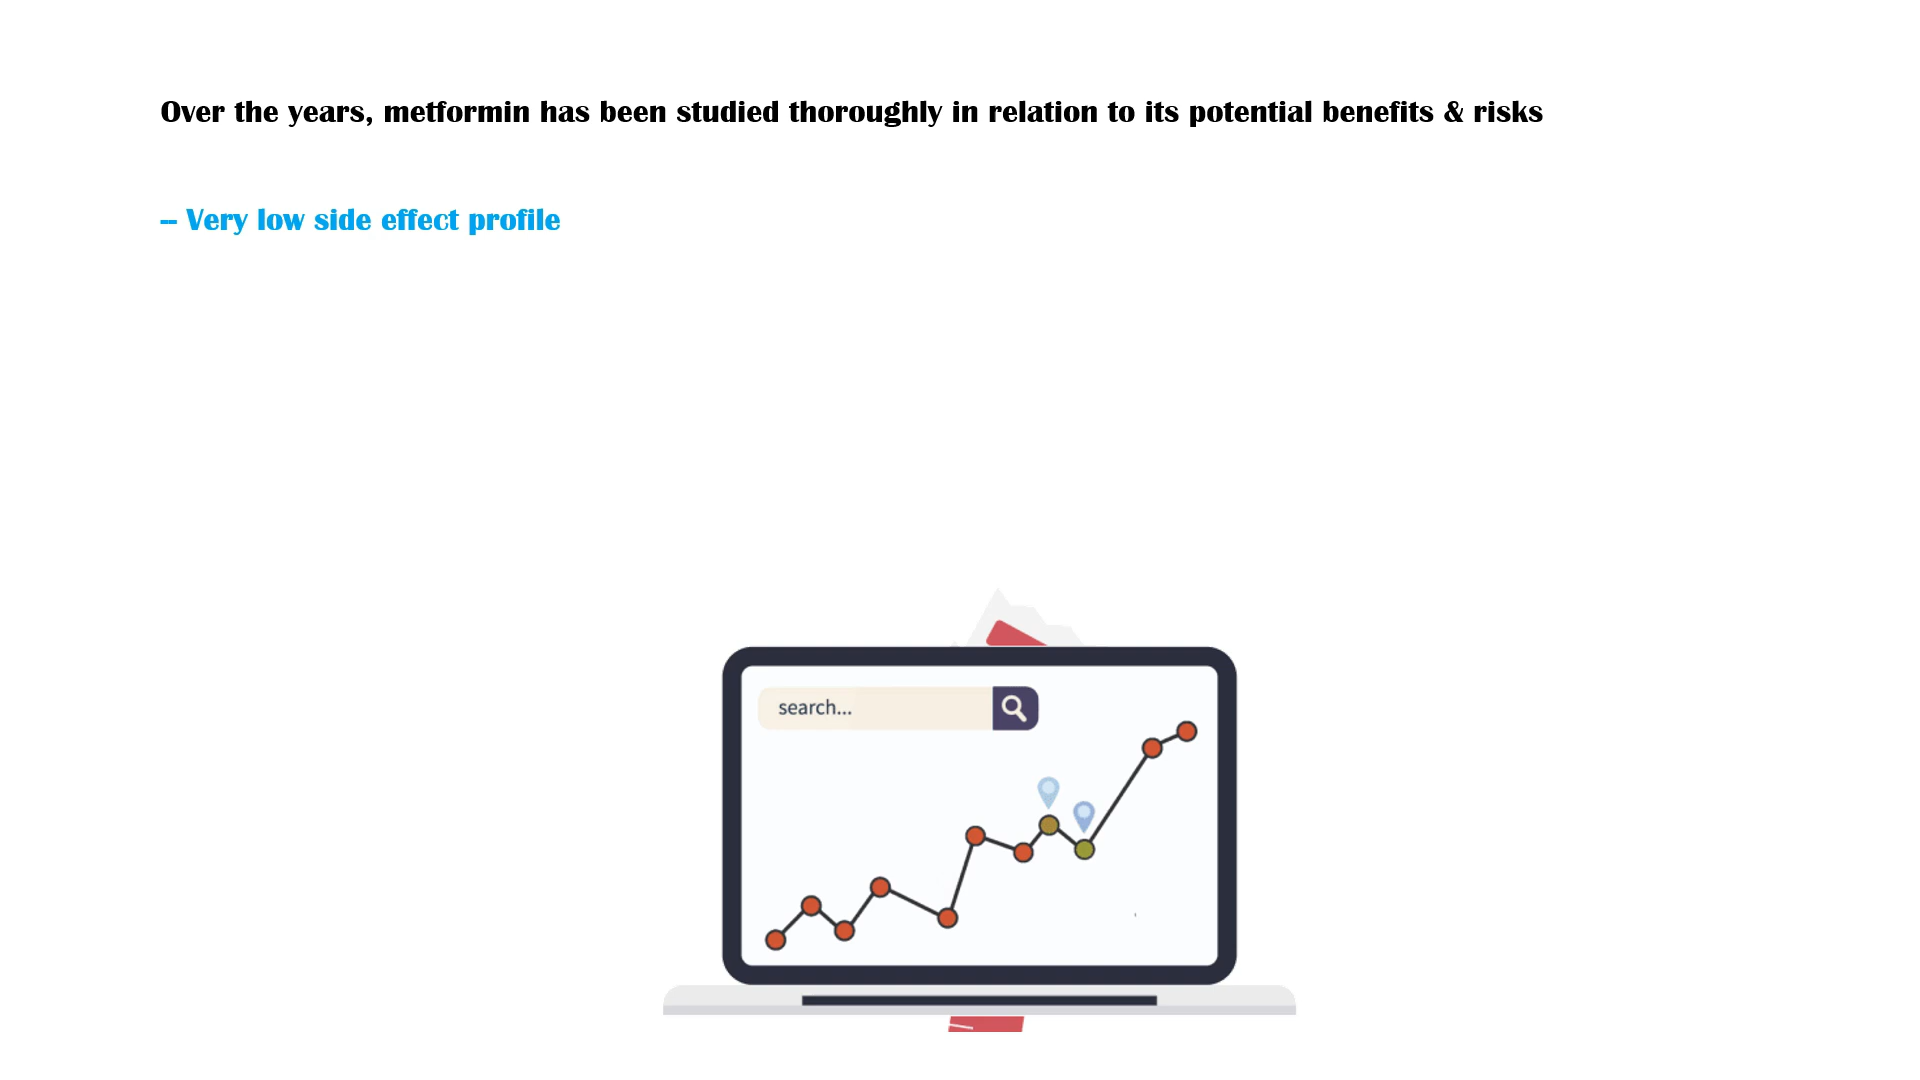 Over the years, metformin has been studied thoroughly in relation to its potential benefits & risks
-- Very low side effect profile
search...